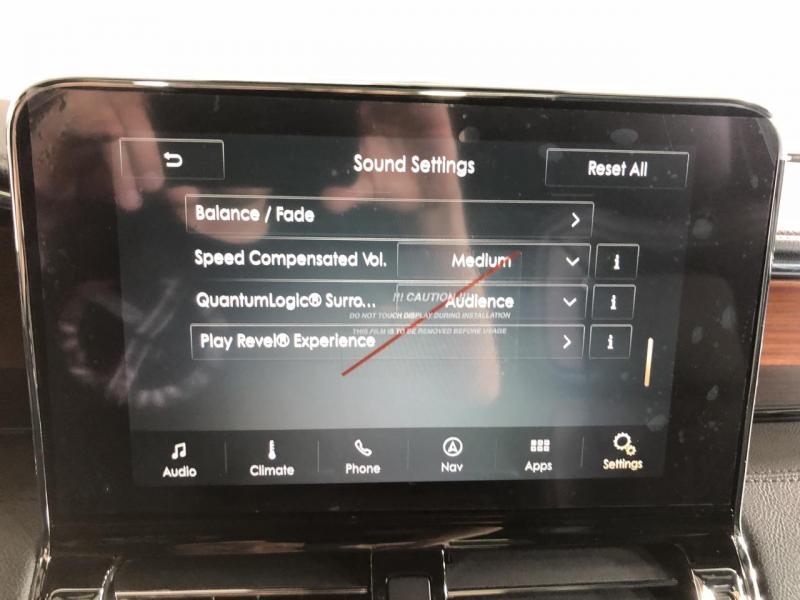 Sound Settings
Reset All
Balance / Fade
Speed Compensated Vol. Medium
QuantumLogic® Surro... Audience
!!! CAUTION !!!
DO NOT TOUCH DISPLAY DURING INSTALLATION
THIS FILM IS TO BE REMOVED BEFORE USAGE
Play Revel® Experience
Audio Climate Phone Nav Apps Settings